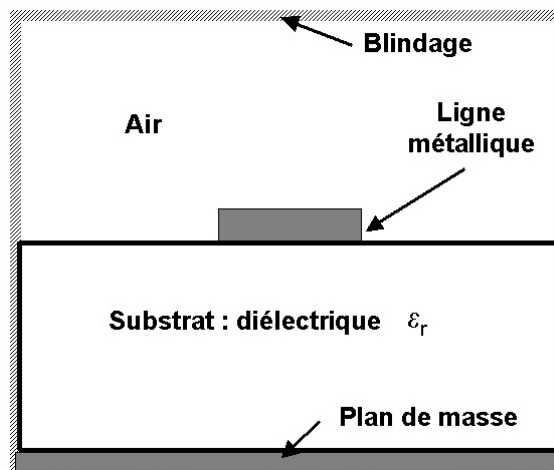 Blindage
Air
Ligne
métallique
Substrat : diélectrique εr
Plan de masse